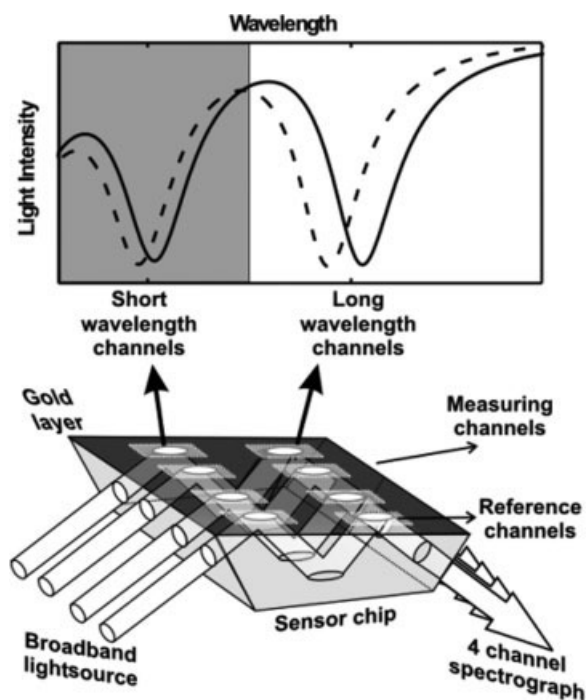 Wavelength
Light Intensity
Short
wavelength
channels
Long
wavelength
channels
Gold
layer
Measuring
channels
Reference
channels
Sensor chip
Broadband
lightsource
4 channel
spectrograph